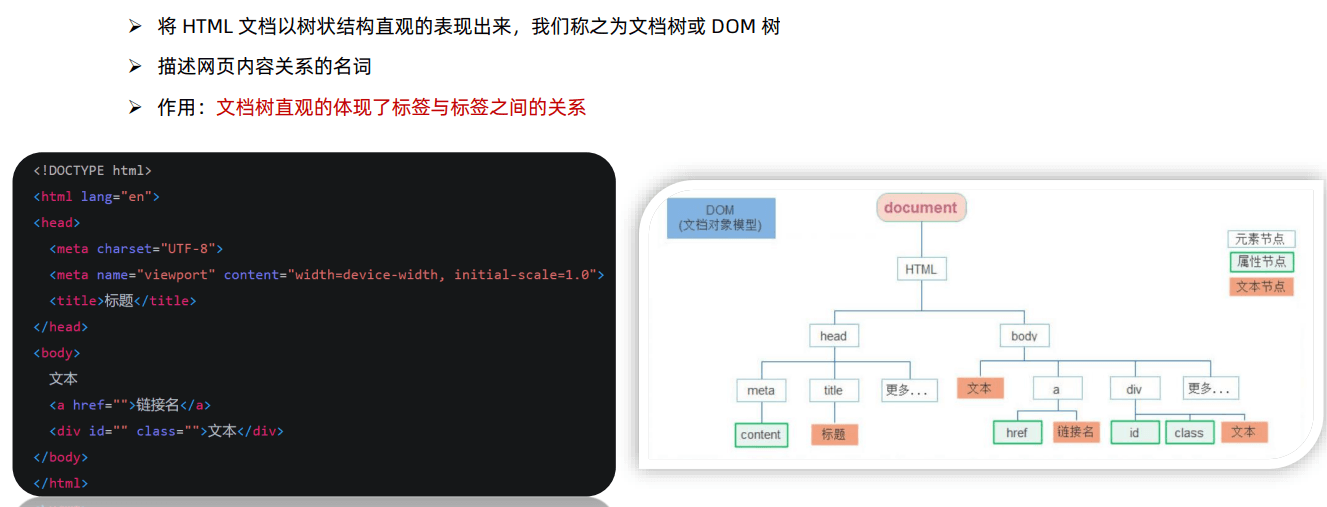 ➢ 将 HTML 文档以树状结构直观的表现出来，我们称之为文档树或 DOM 树
➢ 描述网页内容关系的名词
➢ 作用：文档树直观的体现了标签与标签之间的关系
<!DOCTYPE html>
<html lang="en">
<head>
<meta charset="UTF-8">
<meta name="viewport" content="width=device-width, initial-scale=1.0">
<title>标题</title>
</head>
<body>
文本
<a href="">链接名</a>
<div id="" class="">文本</div>
</body>
</html>
DOM
(文档对象模型)
document
元素节点
属性节点
文本节点
HTML
head body
meta title 更多... 文本 a div 更多...
content 标题 href 链接名 id class 文本